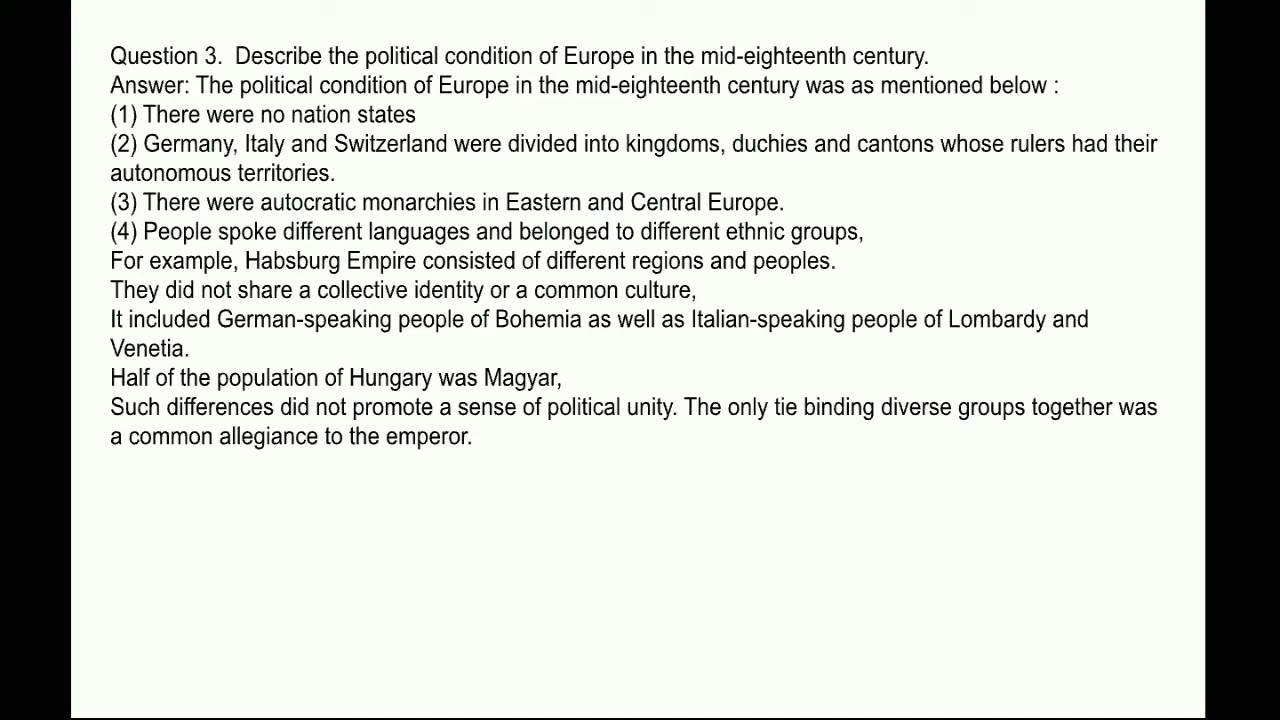 Question 3.  Describe the political condition of Europe in the mid-eighteenth century.
Answer: The political condition of Europe in the mid-eighteenth century was as mentioned below :
(1) There were no nation states
(2) Germany, Italy and Switzerland were divided into kingdoms, duchies and cantons whose rulers had their
autonomous territories.
(3) There were autocratic monarchies in Eastern and Central Europe.
(4) People spoke different languages and belonged to different ethnic groups,
For example, Habsburg Empire consisted of different regions and peoples.
They did not share a collective identity or a common culture,
It included German-speaking people of Bohemia as well as Italian-speaking people of Lombardy and
Venetia.
Half of the population of Hungary was Magyar,
Such differences did not promote a sense of political unity. The only tie binding diverse groups together was
a common allegiance to the emperor.